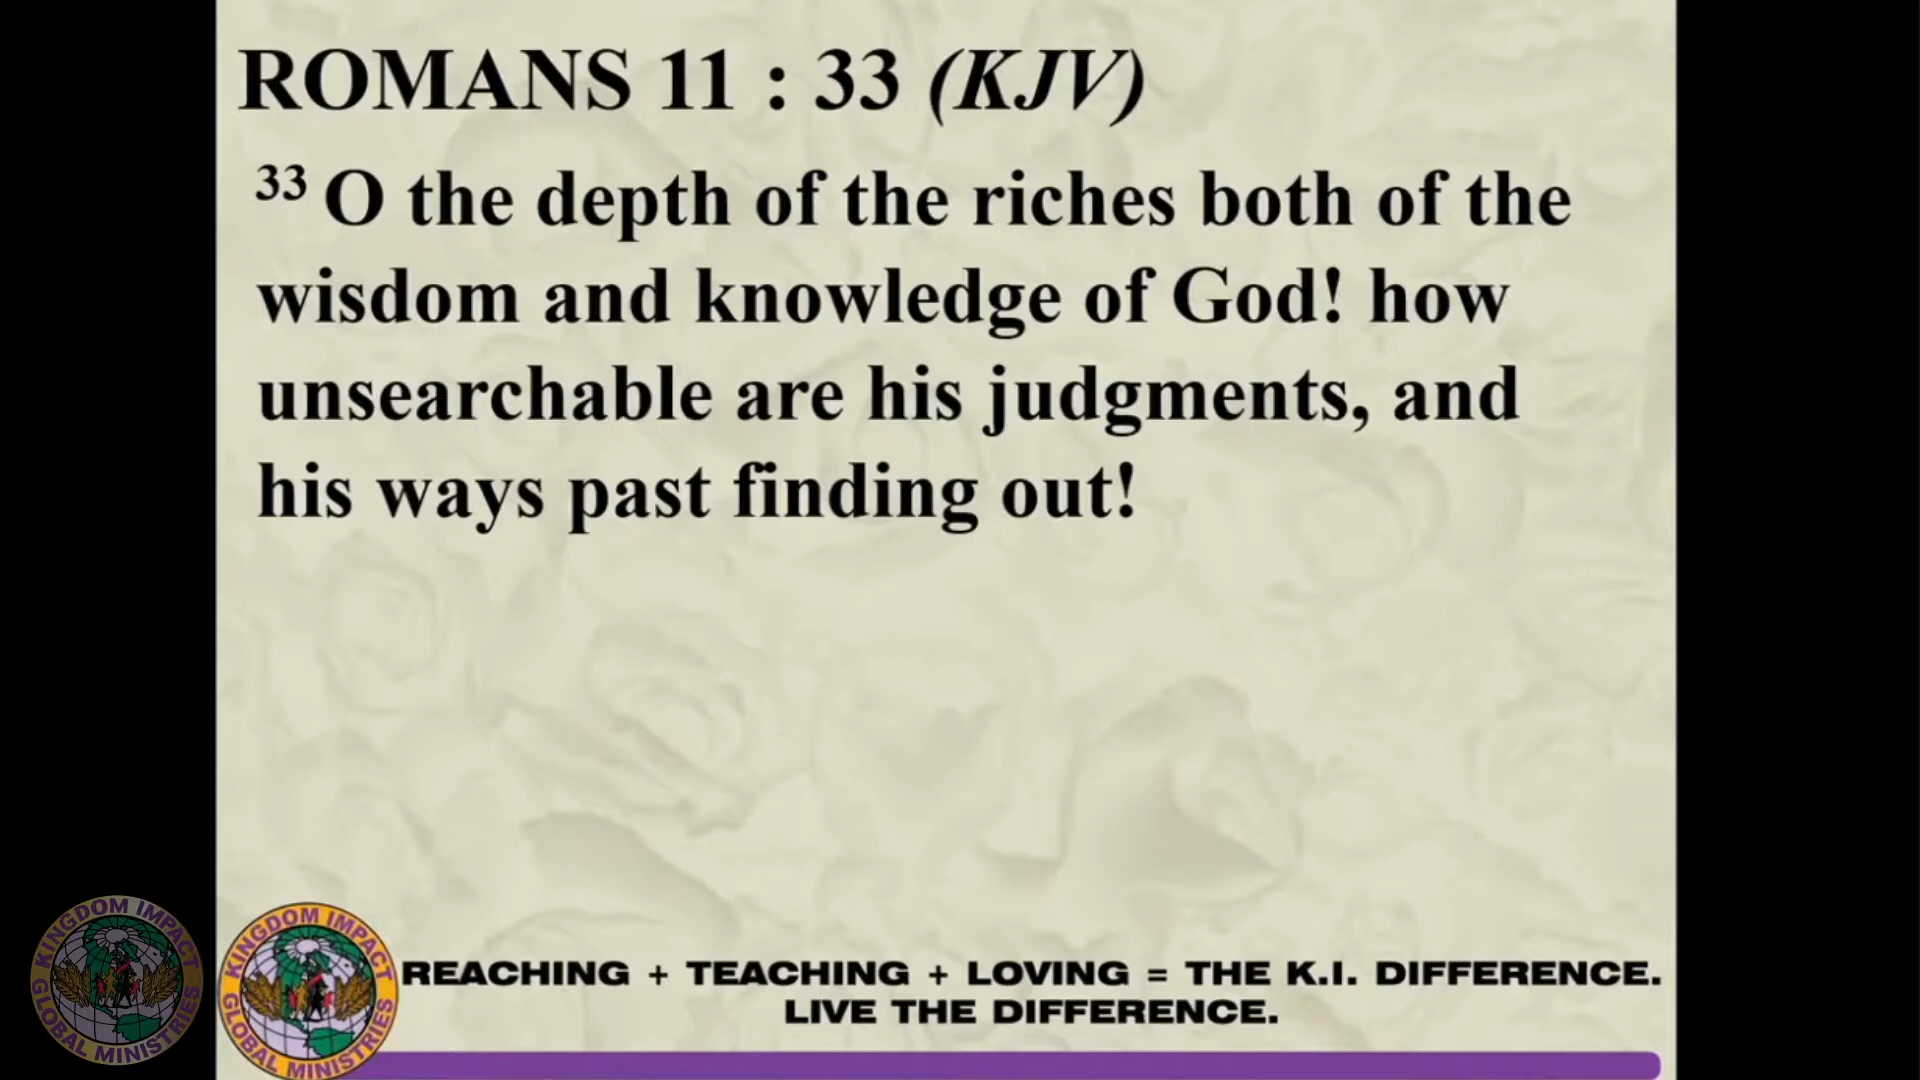 ROMANS 11 : 33 (KJV)
33 O the depth of the riches both of the
wisdom and knowledge of God! how
unsearchable are his judgments, and
his ways past finding out!
KINGDOM IMPACT
GLOBAL MINISTRIES
KINGDOM IMPACT
GLOBAL MINISTRIES
REACHING + TEACHING + LOVING = THE K.I. DIFFERENCE.
LIVE THE DIFFERENCE.